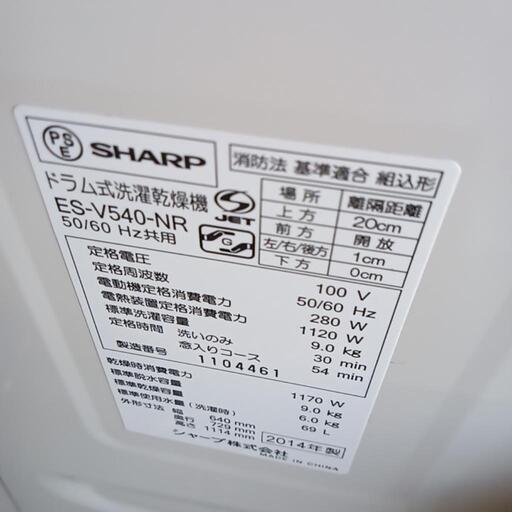 PSE SHARP
ドラム式洗濯乾燥機
ES-V540-NR
50/60 Hz共用
JET
G
消防法 基準適合 組込形
場所 離隔距離
上方 20cm
前方 開放
左/右/後方 1cm
下方 0cm
定格電圧 100 V
定格周波数 50/60 Hz
電動機定格消費電力 280 W
電熱装置定格消費電力 1120 W
標準洗濯容量 9.0 kg
定格時間 洗いのみ 30 min
念入りコース 54 min
製造番号 1104461
乾燥時消費電力 1170 W
標準脱水容量 9.0 kg
標準乾燥容量 6.0 kg
標準使用水量(洗濯時) 69 L
外形寸法 幅 640 mm
奥行 729 mm
高さ 1114 mm
シャープ株式会社 2014年製
MADE IN CHINA